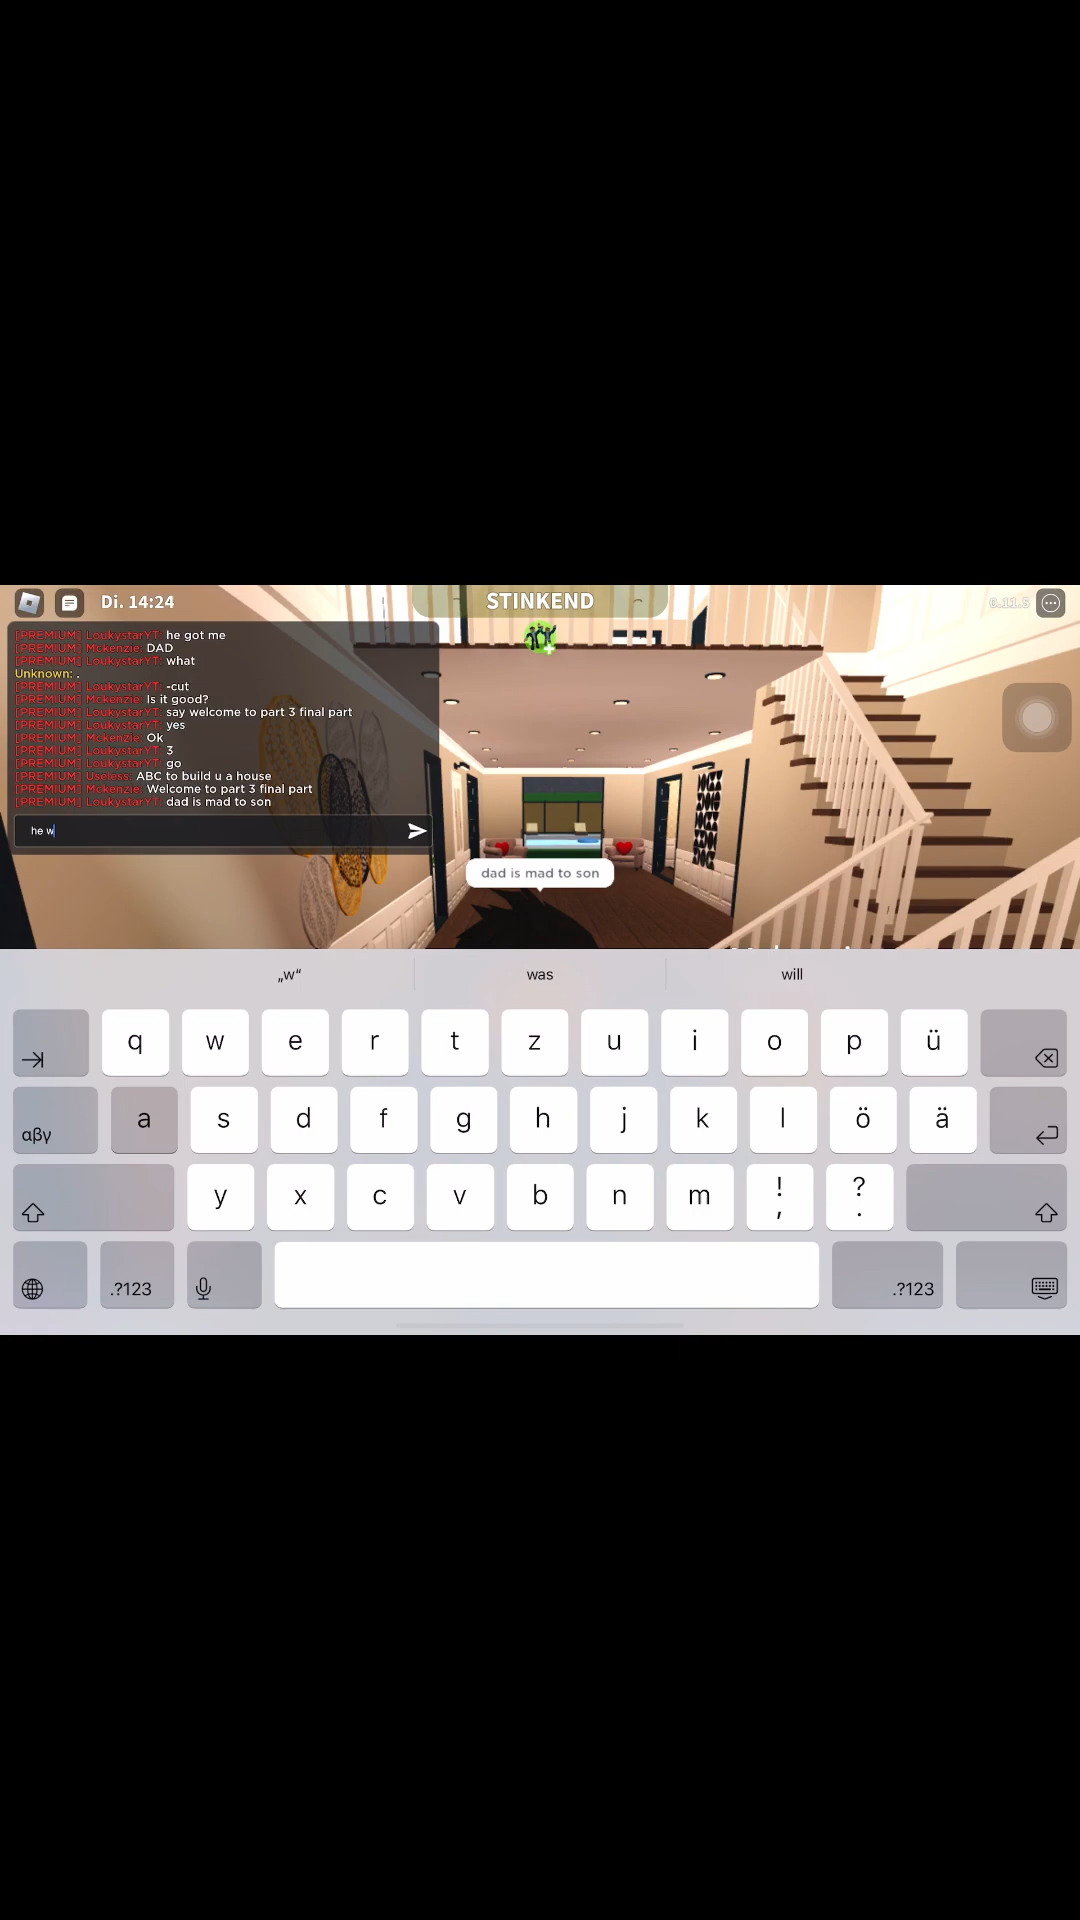 Di. 14:24
STINKEND
0.11.5
[PREMIUM] LoukystarYT: he got me
[PREMIUM] Mckenzie: DAD
[PREMIUM] LoukystarYT: what
Unknown: .
[PREMIUM] LoukystarYT: -cut
[PREMIUM] Mckenzie: Is it good?
[PREMIUM] LoukystarYT: say welcome to part 3 final part
[PREMIUM] LoukystarYT: yes
[PREMIUM] Mckenzie: Ok
[PREMIUM] LoukystarYT: 3
[PREMIUM] LoukystarYT: go
[PREMIUM] Useless: ABC to build u a house
[PREMIUM] Mckenzie: Welcome to part 3 final part
[PREMIUM] LoukystarYT: dad is mad to son
he w
dad is mad to son
„w“ was will
q w e r t z u i o p ü
a s d f g h j k l ö ä
αβγ
y x c v b n m ! , ? .
.?123 .?123